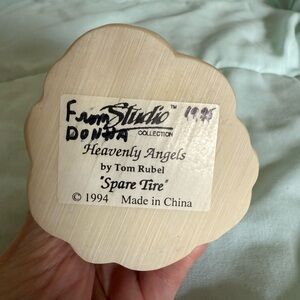 From Studio™ 1995
DONNA COLLECTION
Heavenly Angels
by Tom Rubel
"Spare Tire"
© 1994 Made in China